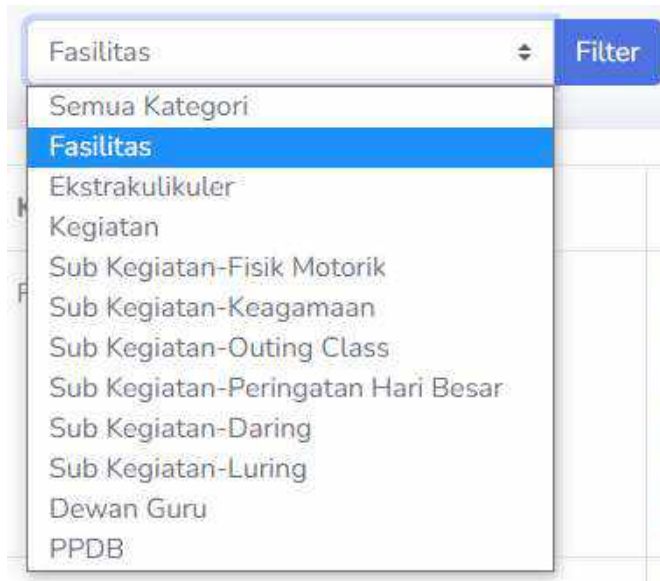 Fasilitas
Filter
Semua Kategori
Fasilitas
Ekstrakulikuler
Kegiatan
Sub Kegiatan-Fisik Motorik
Sub Kegiatan-Keagamaan
Sub Kegiatan-Outing Class
Sub Kegiatan-Peringatan Hari Besar
Sub Kegiatan-Daring
Sub Kegiatan-Luring
Dewan Guru
PPDB